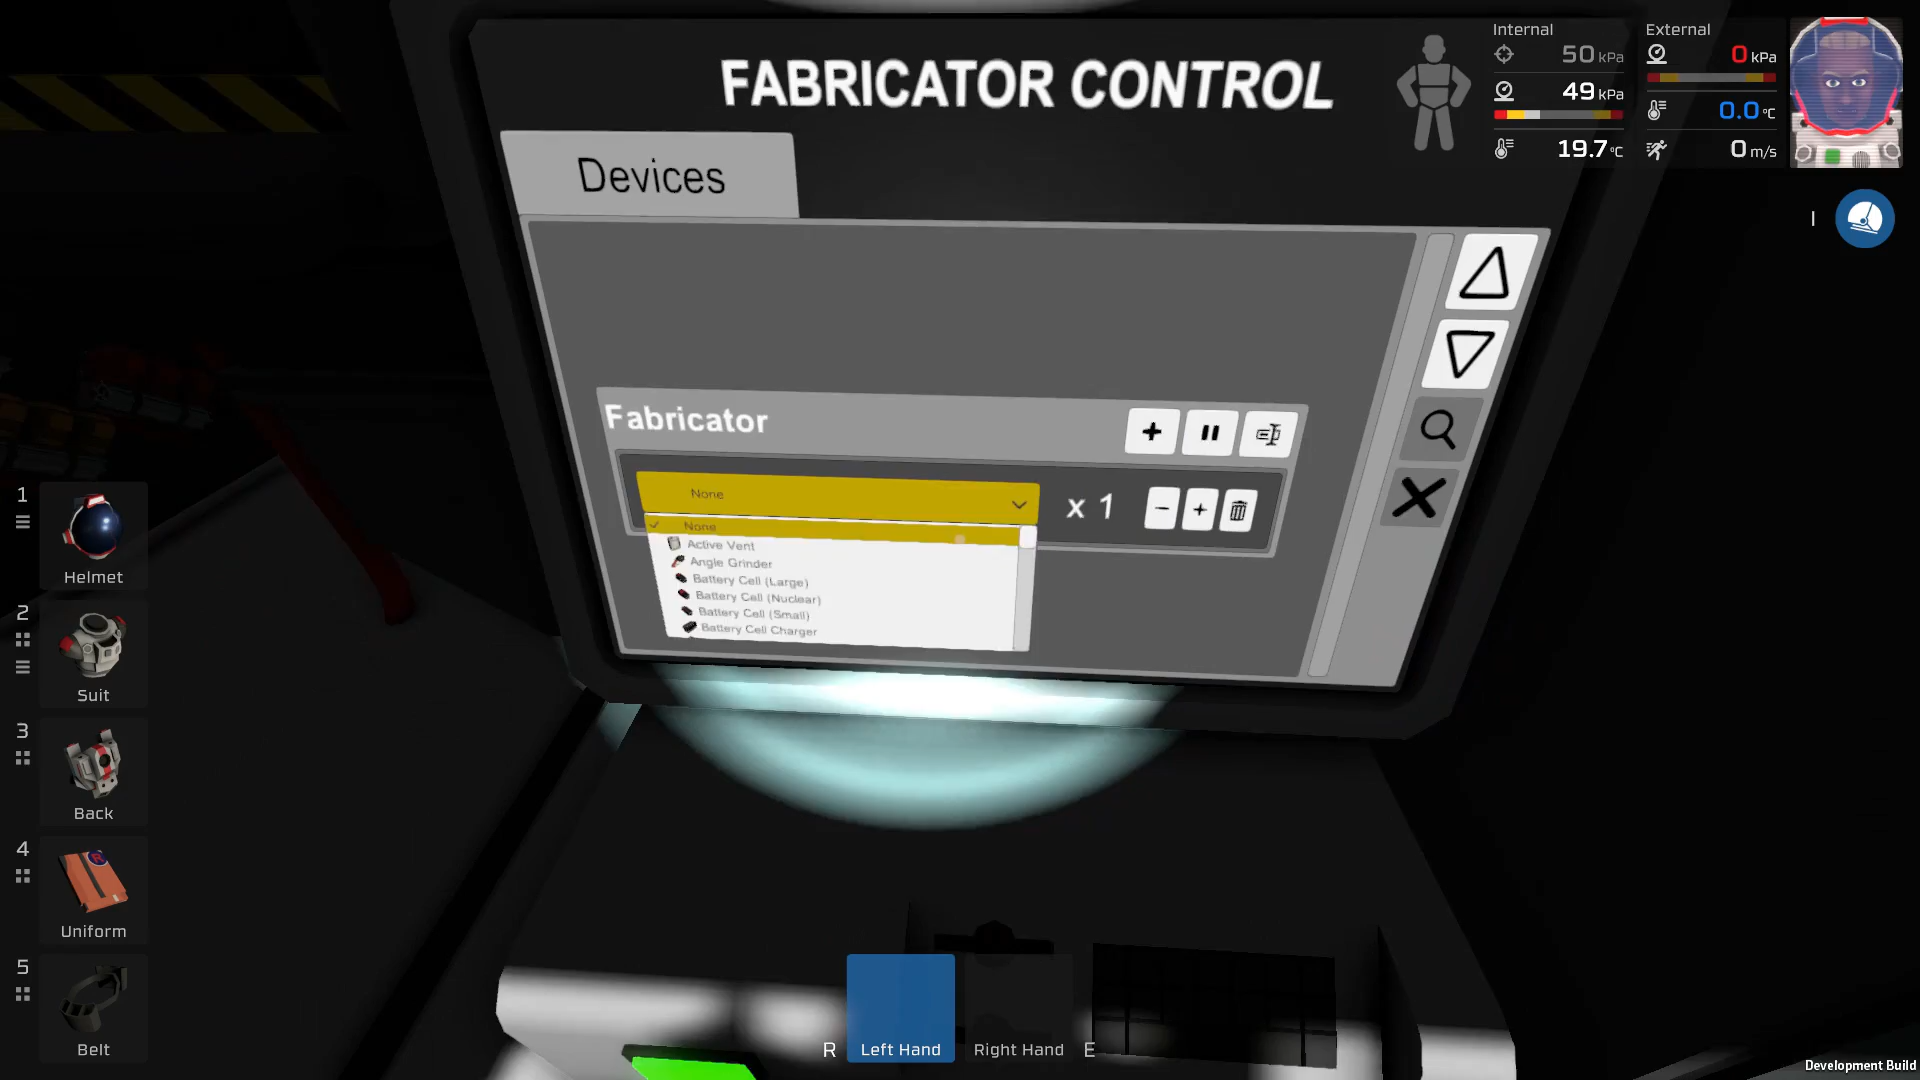 FABRICATOR CONTROL
Internal
50 kPa
49 kPa
19.7 °C
External
0 kPa
0.0 °C
0 m/s
I
Devices
Fabricator
None
x 1
None
Active Vent
Angle Grinder
Battery Cell (Large)
Battery Cell (Nuclear)
Battery Cell (Small)
Battery Cell Charger
1
Helmet
2
Suit
3
Back
4
R
Uniform
5
Belt
R
Left Hand
Right Hand
E
Development Build